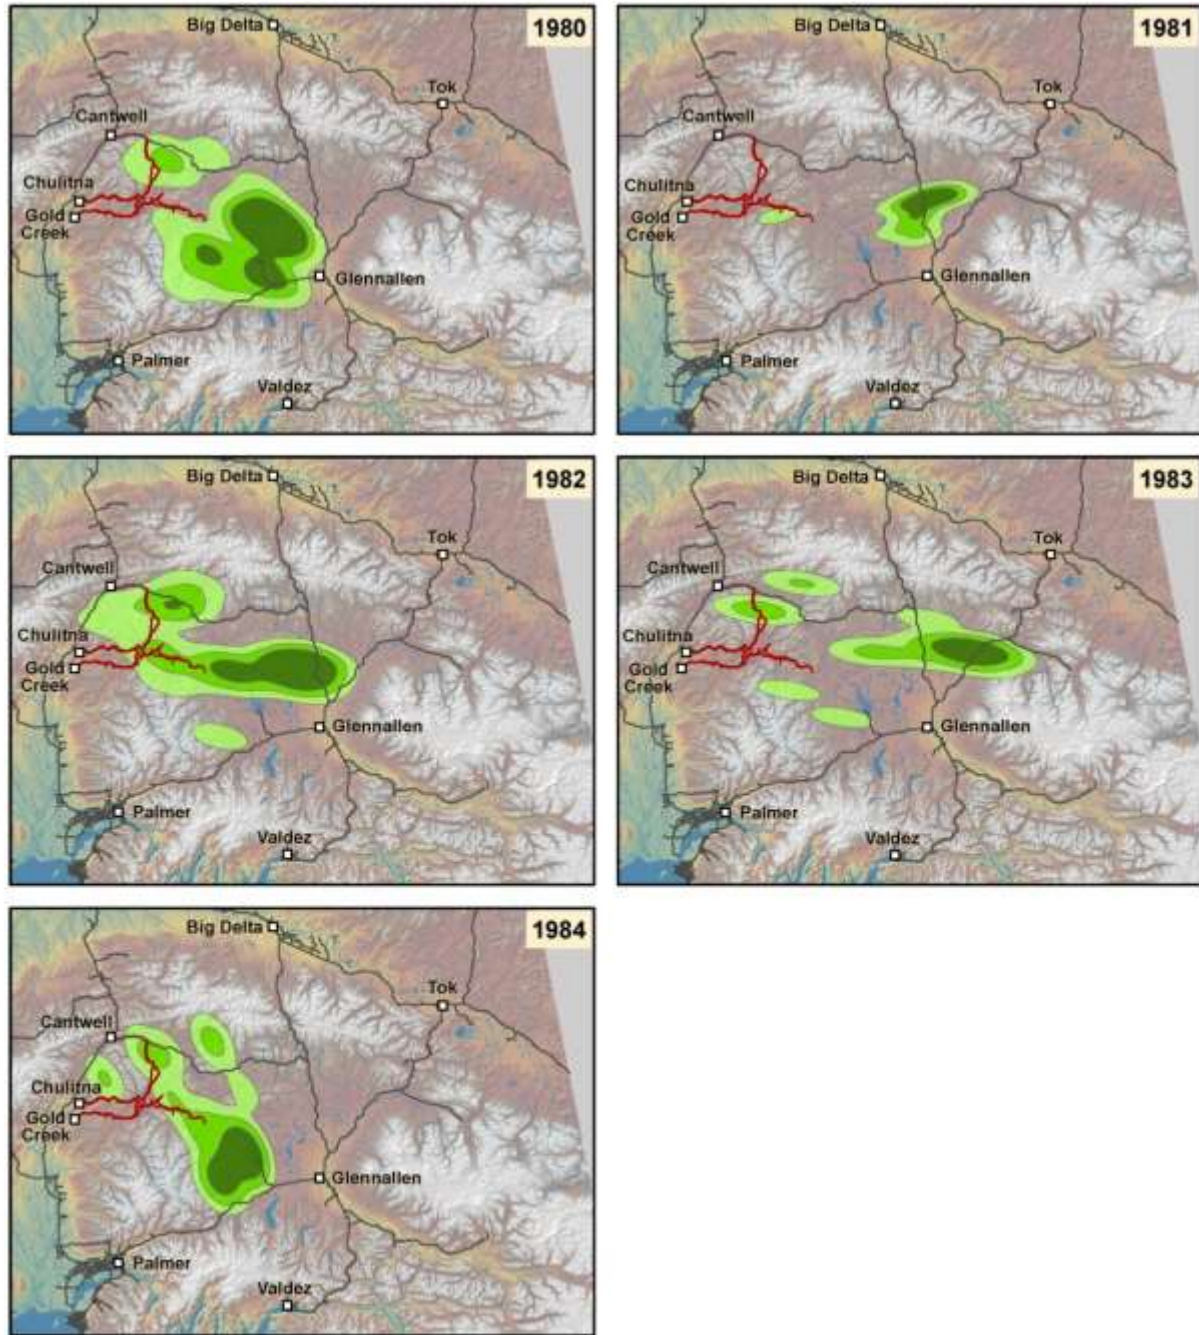 Big Delta
1980
Tok
Cantwell
Chulitna
Gold
Creek
Glennallen
Palmer
Valdez
Big Delta
1981
Tok
Cantwell
Chulitna
Gold
Creek
Glennallen
Palmer
Valdez
Big Delta
1982
Tok
Cantwell
Chulitna
Gold
Creek
Glennallen
Palmer
Valdez
Big Delta
1983
Tok
Cantwell
Chulitna
Gold
Creek
Glennallen
Palmer
Valdez
Big Delta
1984
Tok
Cantwell
Chulitna
Gold
Creek
Glennallen
Palmer
Valdez